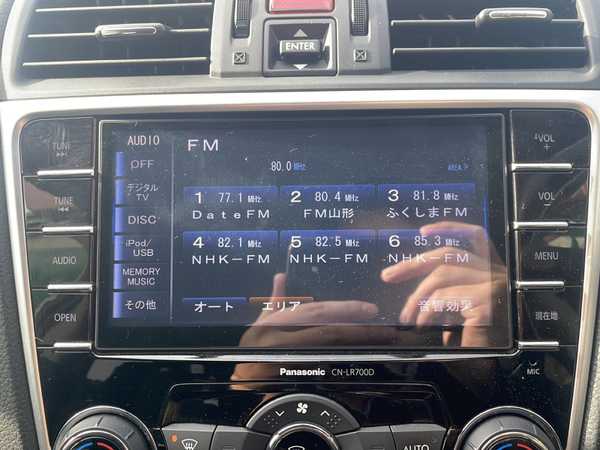 ENTER
TUNE
AUDIO
FM
VOL
+
OFF
80.0 MHz
AREA
デジタル
TV
1 77.1 MHz
2 80.4 MHz
3 81.8 MHz
DateFM
FM山形
ふくしまFM
TUNE
VOL
−
DISC
4 82.1 MHz
5 82.5 MHz
6 85.3 MHz
NHK−FM
NHK−FM
NHK−FM
AUDIO
iPod/
USB
MENU
MEMORY
MUSIC
OPEN
その他
オート
エリア
音響効果
現在地
Panasonic CN-LR700D
MIC
AUTO